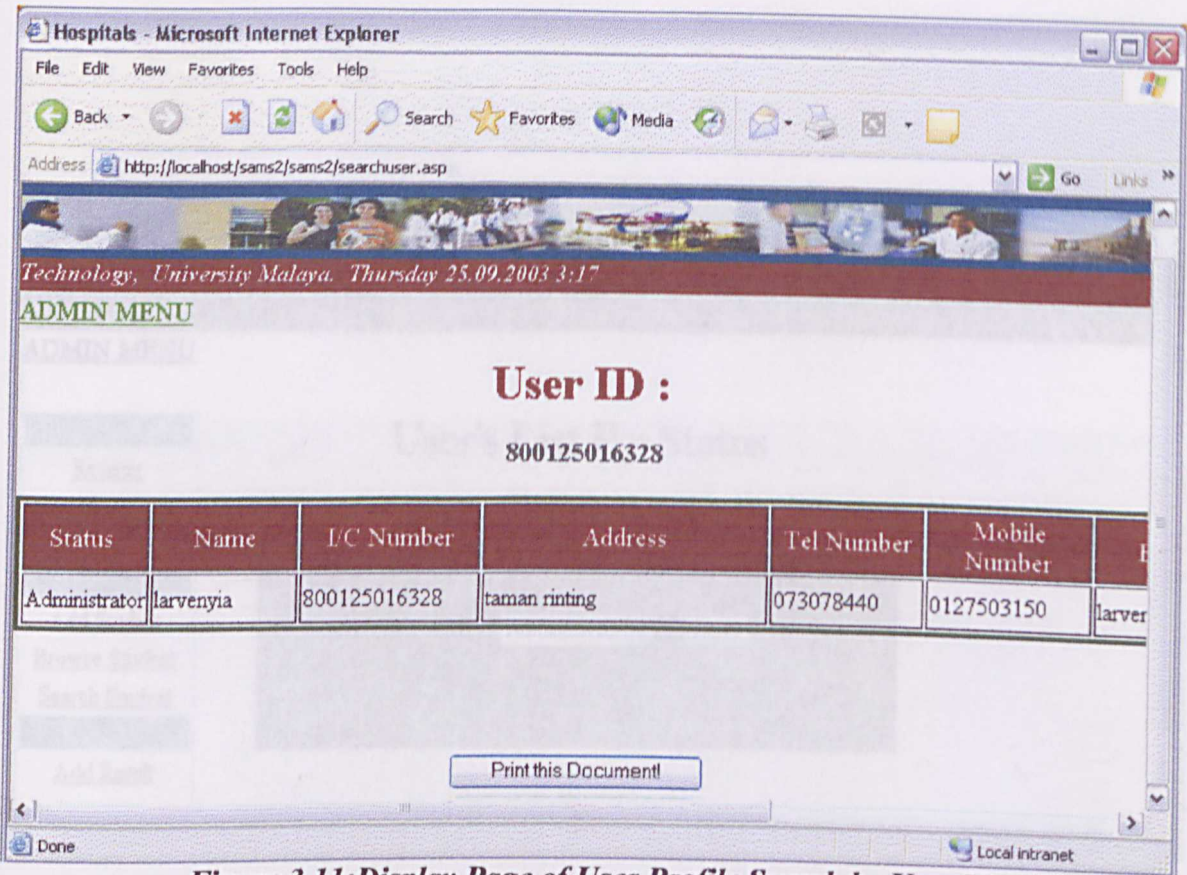 Hospitals - Microsoft Internet Explorer
File Edit View Favorites Tools Help
Back Search Favorites Media
Address http://localhost/sams2/sams2/searchuser.asp Go Links »
Technology, University Malaya. Thursday 25.09.2003 3:17
ADMIN MENU
User ID :
800125016328
Status Name I/C Number Address Tel Number Mobile Number
Administrator larvenyia 800125016328 taman rinting 073078440 0127503150 larver
Print this Document!
Done Local intranet